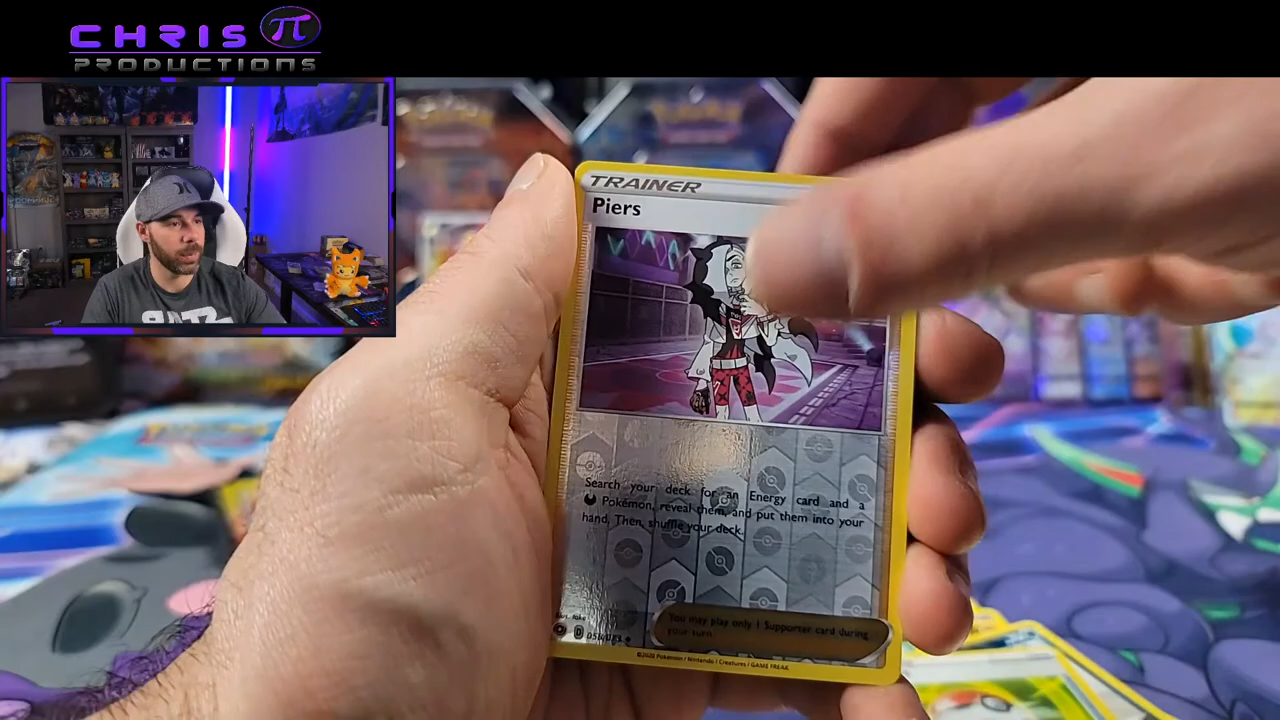 CHRIS π
PRODUCTIONS
TRAINER
Piers
Search your deck for an Energy card and a
Pokémon, reveal them, and put them into your
hand. Then, shuffle your deck.
You may play only 1 Supporter card during
your turn.
©2020 Pokémon / Nintendo / Creatures / GAME FREAK